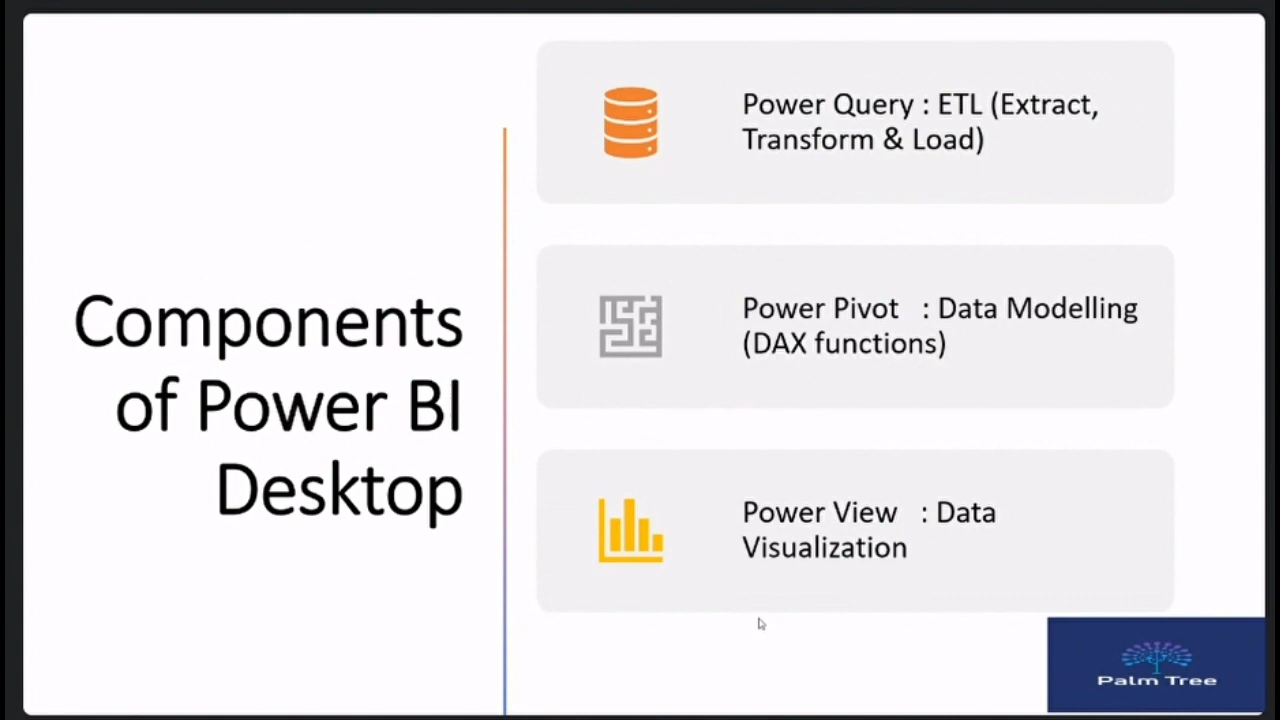 Components
of Power BI
Desktop
Power Query : ETL (Extract,
Transform & Load)
Power Pivot : Data Modelling
(DAX functions)
Power View : Data
Visualization
Palm Tree